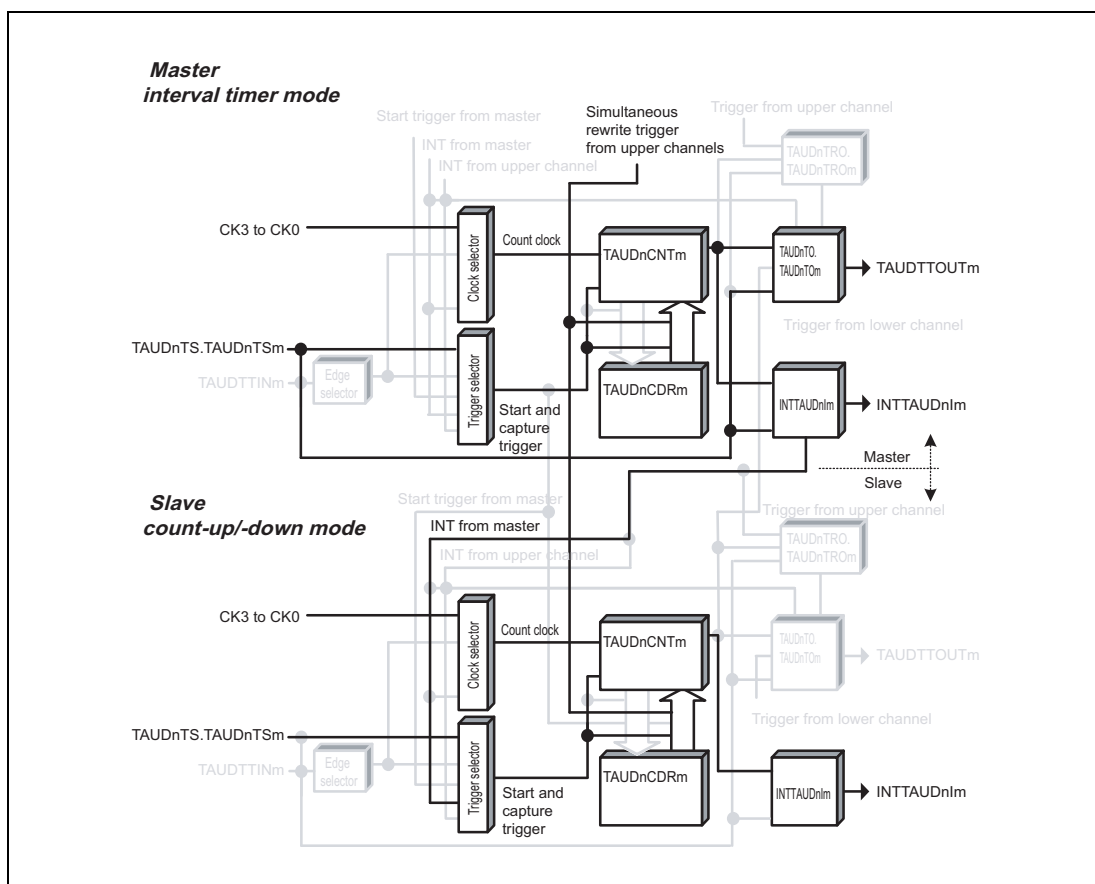 Master
interval timer mode
Trigger from upper channel
Start trigger from master
Simultaneous
rewrite trigger
from upper channels
INT from master
INT from upper channel
TAUDnTRO.
TAUDnTROm
CK3 to CK0
Clock selector
Count clock
TAUDnCNTm
TAUDnTO.
TAUDnTOm
TAUDTTOUTm
Trigger from lower channel
TAUDnTS.TAUDnTSm
TAUDTTINm
Edge
selector
Trigger selector
Start and
capture
trigger
TAUDnCDRm
INTTAUDnIm
INTTAUDnIm
Master
Slave
Slave
count-up/-down mode
Start trigger from master
INT from master
INT from upper channel
Trigger from upper channel
TAUDnTRO.
TAUDnTROm
CK3 to CK0
Clock selector
Count clock
TAUDnCNTm
TAUDnTO.
TAUDnTOm
TAUDTTOUTm
Trigger from lower channel
TAUDnTS.TAUDnTSm
TAUDTTINm
Edge
selector
Trigger selector
Start and
capture
trigger
TAUDnCDRm
INTTAUDnIm
INTTAUDnIm